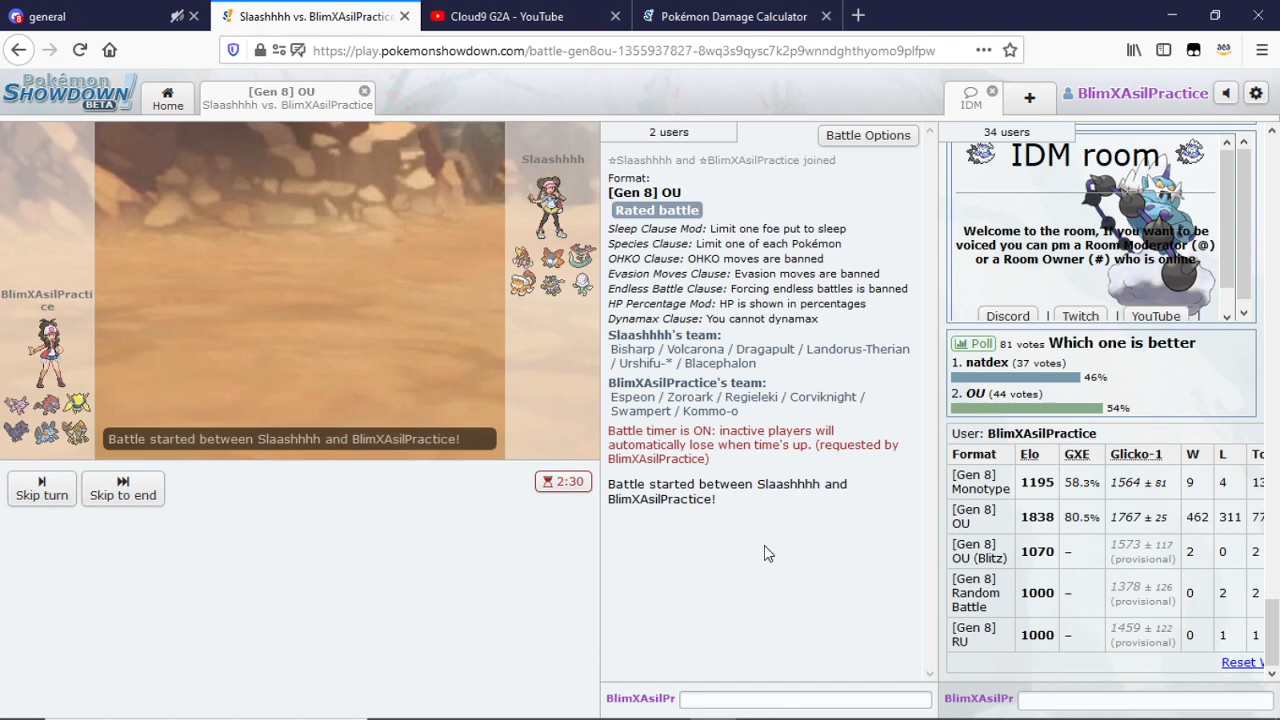 general
Slaashhhh vs. BlimXAsilPractice
Cloud9 G2A - YouTube
Pokémon Damage Calculator
https://play.pokemonshowdown.com/battle-gen8ou-1355937827-8wq3s9qysc7k2p9wnndghthyomo9plfpw
Pokémon
SHOWDOWN!
BETA
Home
[Gen 8] OU
Slaashhhh vs. BlimXAsilPractice
IDM
BlimXAsilPractice
Slaashhhh
BlimXAsilPracti
ce
Battle started between Slaashhhh and BlimXAsilPractice!
Skip turn
Skip to end
2:30
2 users
Battle Options
☆Slaashhhh and ☆BlimXAsilPractice joined
Format:
[Gen 8] OU
Rated battle
Sleep Clause Mod: Limit one foe put to sleep
Species Clause: Limit one of each Pokémon
OHKO Clause: OHKO moves are banned
Evasion Moves Clause: Evasion moves are banned
Endless Battle Clause: Forcing endless battles is banned
HP Percentage Mod: HP is shown in percentages
Dynamax Clause: You cannot dynamax
Slaashhhh's team:
Bisharp / Volcarona / Dragapult / Landorus-Therian
/ Urshifu-* / Blacephalon
BlimXAsilPractice's team:
Espeon / Zoroark / Regieleki / Corviknight /
Swampert / Kommo-o
Battle timer is ON: inactive players will
automatically lose when time's up. (requested by
BlimXAsilPractice)
Battle started between Slaashhhh and
BlimXAsilPractice!
BlimXAsilPr
34 users
IDM room
Welcome to the room, If you want to be
voiced you can pm a Room Moderator (@)
or a Room Owner (#) who is online.
Discord | Twitch | YouTube |
Poll 81 votes Which one is better
1. natdex (37 votes)
46%
2. OU (44 votes)
54%
User: BlimXAsilPractice
Format Elo GXE Glicko-1 W L To
[Gen 8] Monotype 1195 58.3% 1564 ± 81 9 4 13
[Gen 8] OU 1838 80.5% 1767 ± 25 462 311 77
[Gen 8] OU (Blitz) 1070 – 1573 ± 117 (provisional) 2 0 2
[Gen 8] Random Battle 1000 – 1378 ± 126 (provisional) 0 2 2
[Gen 8] RU 1000 – 1459 ± 122 (provisional) 0 1 1
Reset W
BlimXAsilPr